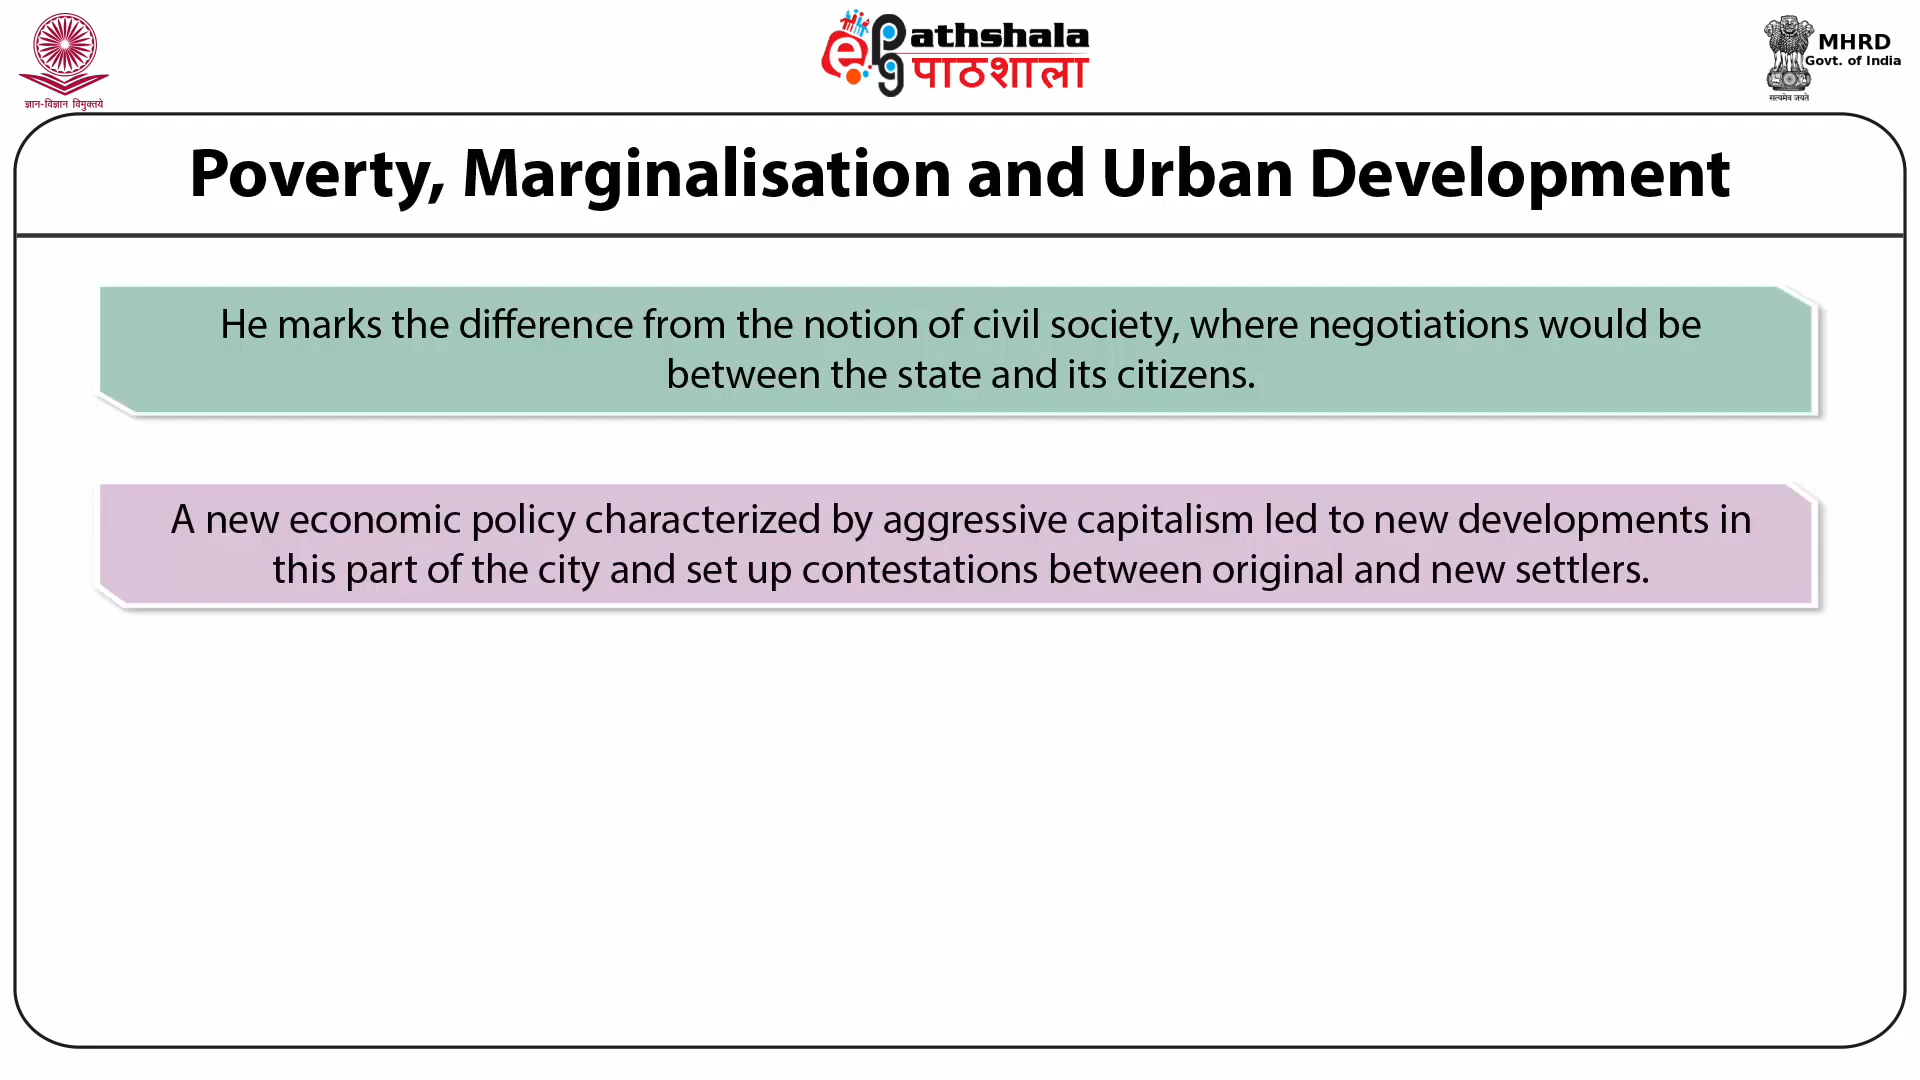 ज्ञान-विज्ञान विमुक्तये
ePathshala
पाठशाला
MHRD
Govt. of India
सत्यमेव जयते
Poverty, Marginalisation and Urban Development
He marks the difference from the notion of civil society, where negotiations would be
between the state and its citizens.
A new economic policy characterized by aggressive capitalism led to new developments in
this part of the city and set up contestations between original and new settlers.